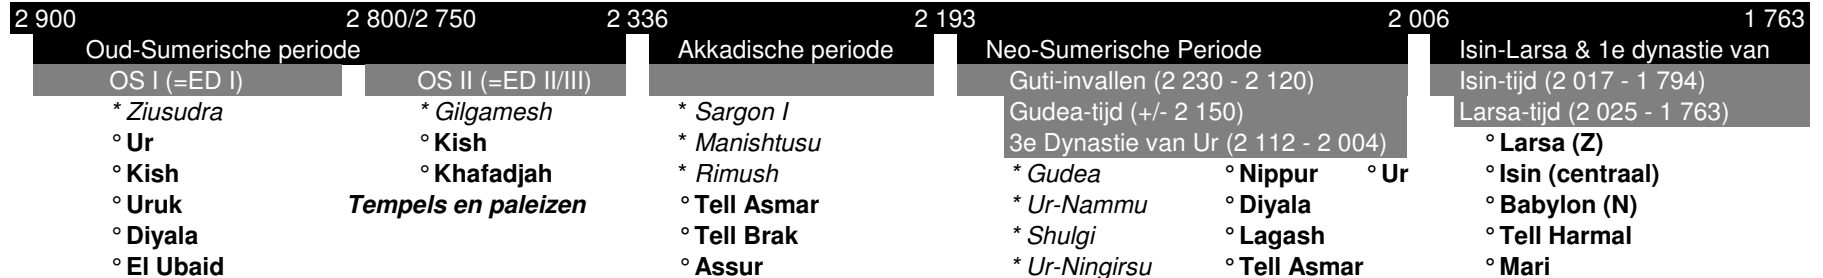 2 900 2 800/2 750 2 336 2 193 2 006 1 763
Oud-Sumerische periode Akkadische periode Neo-Sumerische Periode Isin-Larsa & 1e dynastie van
OS I (=ED I) OS II (=ED II/III) Guti-invallen (2 230 - 2 120) Isin-tijd (2 017 - 1 794)
* Ziusudra * Gilgamesh * Sargon I Gudea-tijd (+/- 2 150) Larsa-tijd (2 025 - 1 763)
° Ur ° Kish * Manishtusu 3e Dynastie van Ur (2 112 - 2 004) ° Larsa (Z)
° Kish ° Khafadjah * Rimush * Gudea ° Nippur ° Ur ° Isin (centraal)
° Uruk Tempels en paleizen ° Tell Asmar * Ur-Nammu ° Diyala ° Babylon (N)
° Diyala ° Tell Brak * Shulgi ° Lagash ° Tell Harmal
° El Ubaid ° Assur * Ur-Ningirsu ° Tell Asmar ° Mari